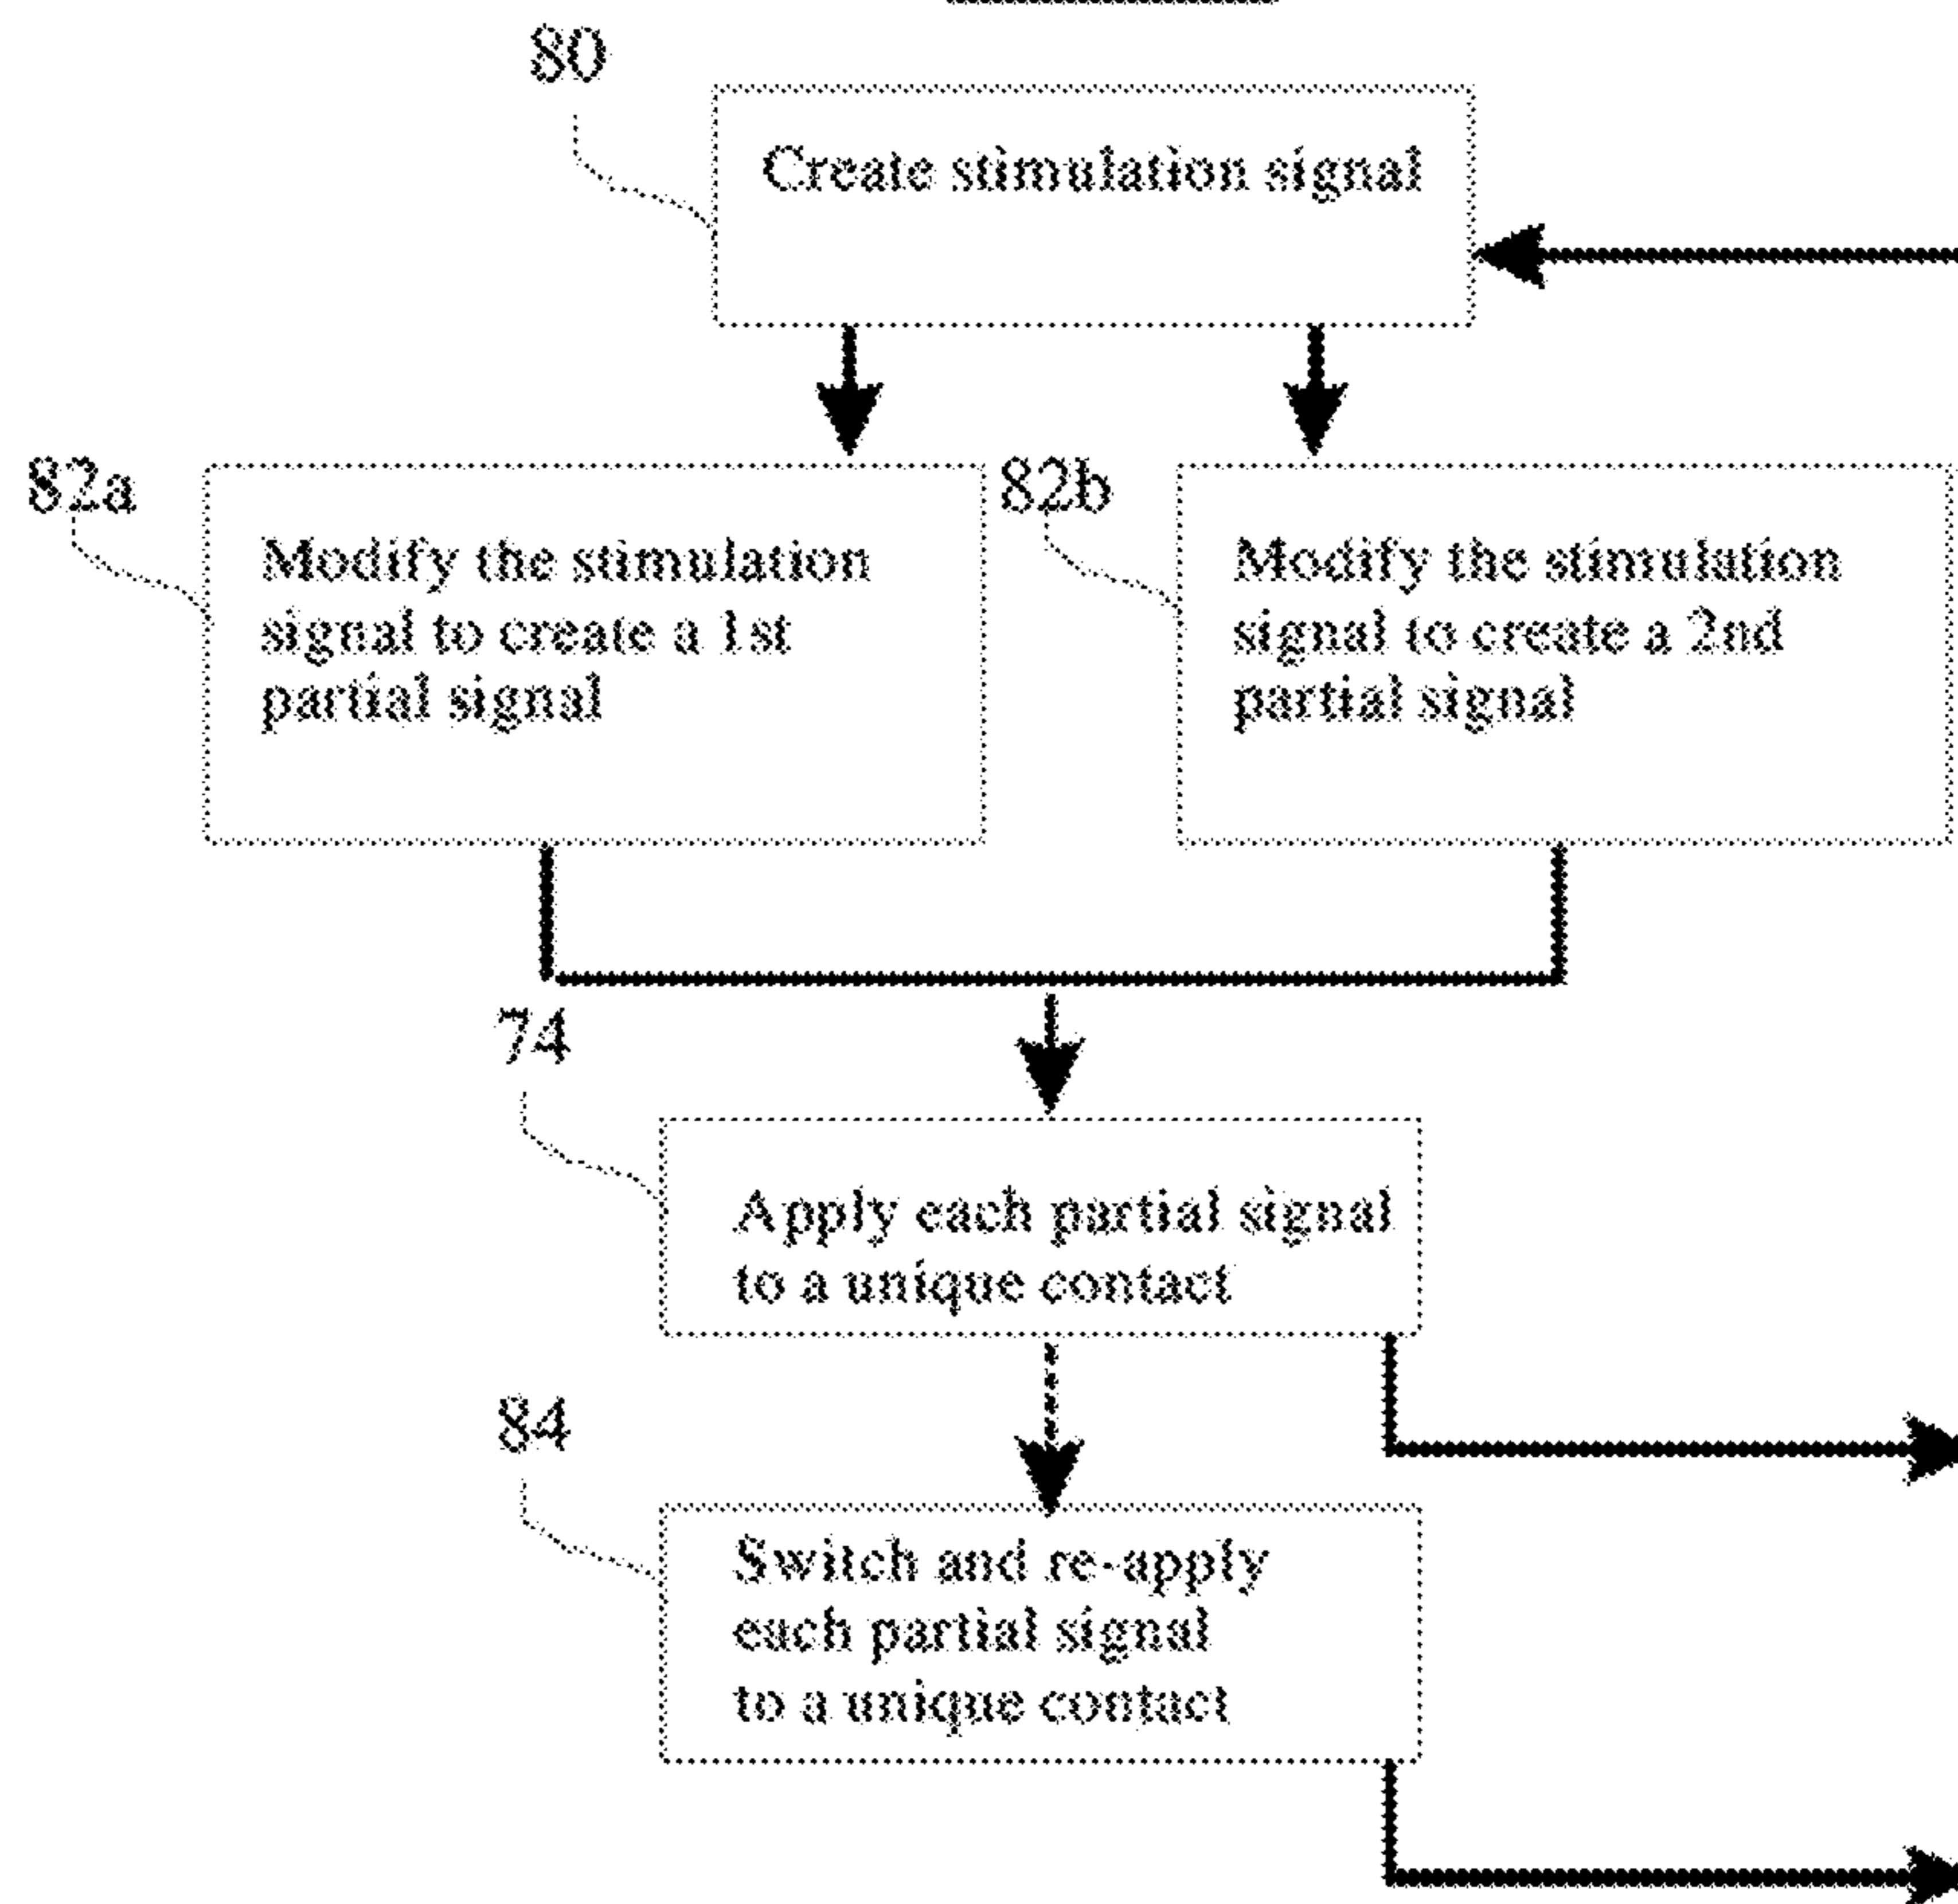 80
Create stimulation signal
82a
Modify the stimulation
signal to create a 1st
partial signal
82b
Modify the stimulation
signal to create a 2nd
partial signal
74
Apply each partial signal
to a unique contact
84
Switch and re-apply
each partial signal
to a unique contact